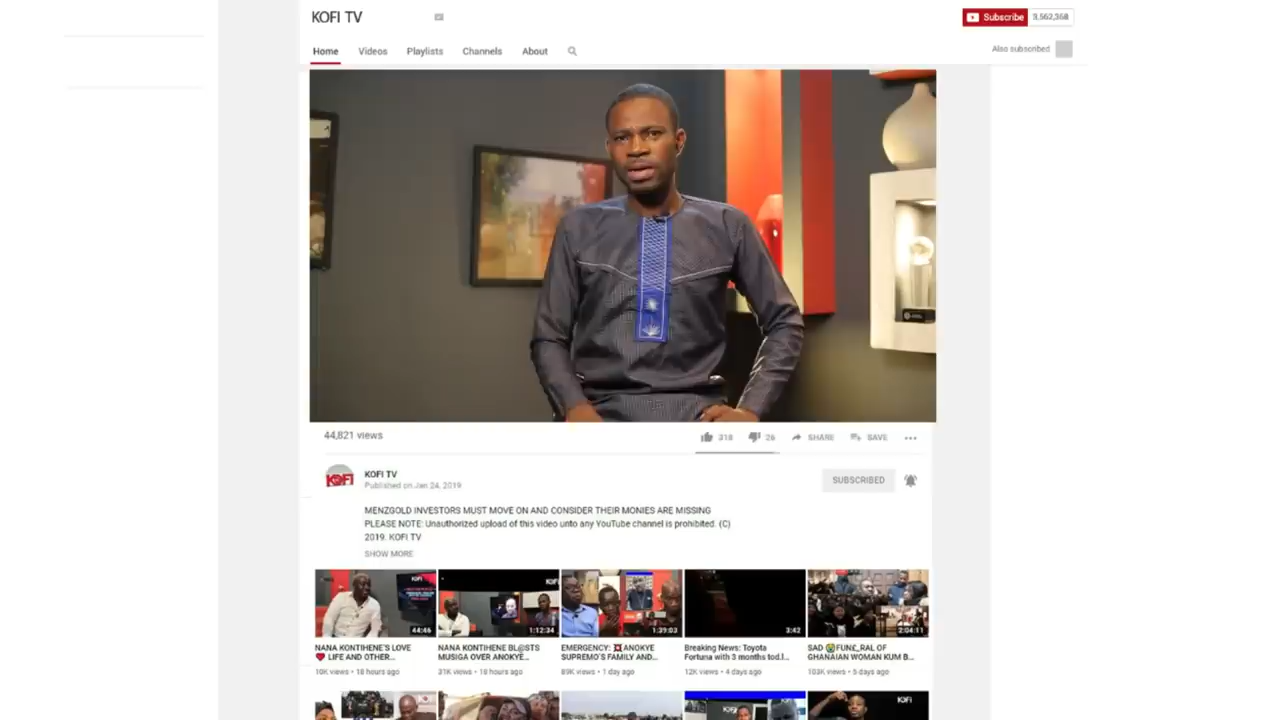 KOFI TV
Subscribe 3,562,368
Home Videos Playlists Channels About
Also subscribed
44,821 views
318 26 SHARE SAVE
KOFI
KOFI TV
Published on Jan 24, 2019
SUBSCRIBED
MENZGOLD INVESTORS MUST MOVE ON AND CONSIDER THEIR MONIES ARE MISSING
PLEASE NOTE: Unauthorized upload of this video unto any YouTube channel is prohibited. (C)
2019. KOFI TV
SHOW MORE
KOFI
44:46
KOFI
1:12:34
1:39:03
3:42
2:04:11
NANA KONTIHENE'S LOVE
LIFE AND OTHER...
10K views • 18 hours ago
NANA KONTIHENE BL@STS
MUSIGA OVER ANOKYE...
31K views • 18 hours ago
EMERGENCY: ANOKYE
SUPREMO'S FAMILY AND...
89K views • 1 day ago
Breaking News: Toyota
Fortuna with 3 months tod.l...
12K views • 4 days ago
SAD FUN£_RAL OF
GHANAIAN WOMAN KUM B...
103K views • 5 days ago
KOFI